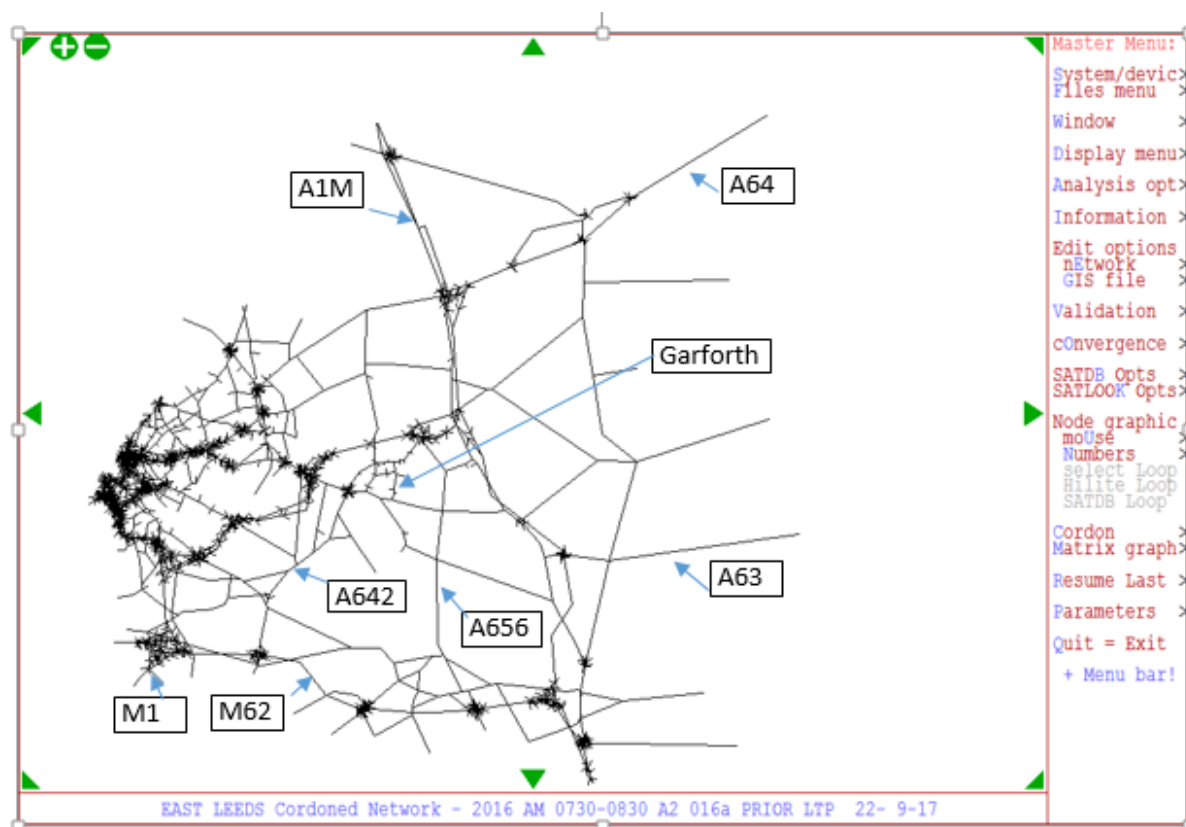 Master Menu:
System/devic>
Files menu >
Window >
Display menu>
Analysis opt>
Information >
Edit options
nEtwork >
GIS file >
Validation >
cOnvergence >
SATDB Opts >
SATLOOK Opts>
Node graphic
moUse >
Numbers >
select Loop
Hilite Loop
SATDB Loop
Cordon >
Matrix graph>
Resume Last >
Parameters >
Quit = Exit
+ Menu bar!
A1M
A64
Garforth
A642
A656
A63
M1
M62
EAST LEEDS Cordoned Network - 2016 AM 0730-0830 A2 016a PRIOR LTP 22- 9-17